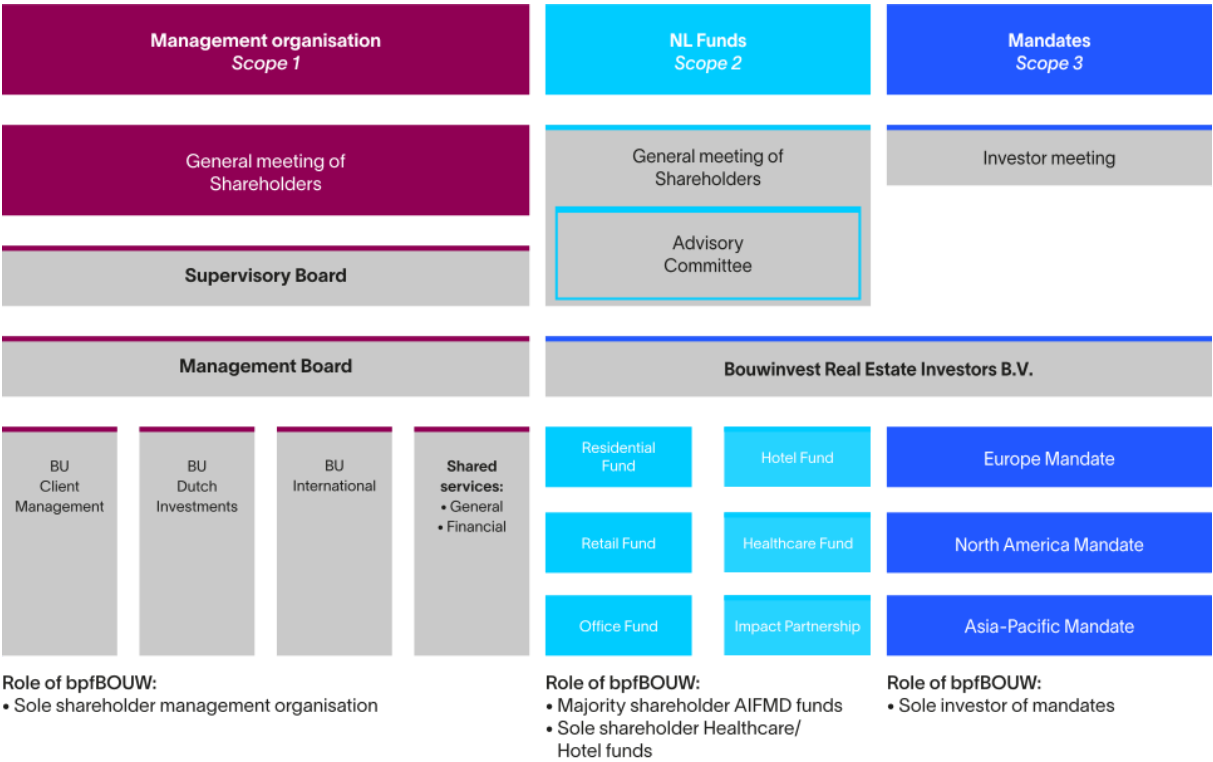 Management organisation
Scope 1
NL Funds
Scope 2
Mandates
Scope 3
General meeting of
Shareholders
General meeting of
Shareholders
Investor meeting
Advisory
Committee
Supervisory Board
Management Board
Bouwinvest Real Estate Investors B.V.
BU
Client
Management
BU
Dutch
Investments
BU
International
Shared
services:
• General
• Financial
Residential
Fund
Hotel Fund
Europe Mandate
Retail Fund
Healthcare Fund
North America Mandate
Office Fund
Impact Partnership
Asia-Pacific Mandate
Role of bpfBOUW:
• Sole shareholder management organisation
Role of bpfBOUW:
• Majority shareholder AIFMD funds
• Sole shareholder Healthcare/
Hotel funds
Role of bpfBOUW:
• Sole investor of mandates